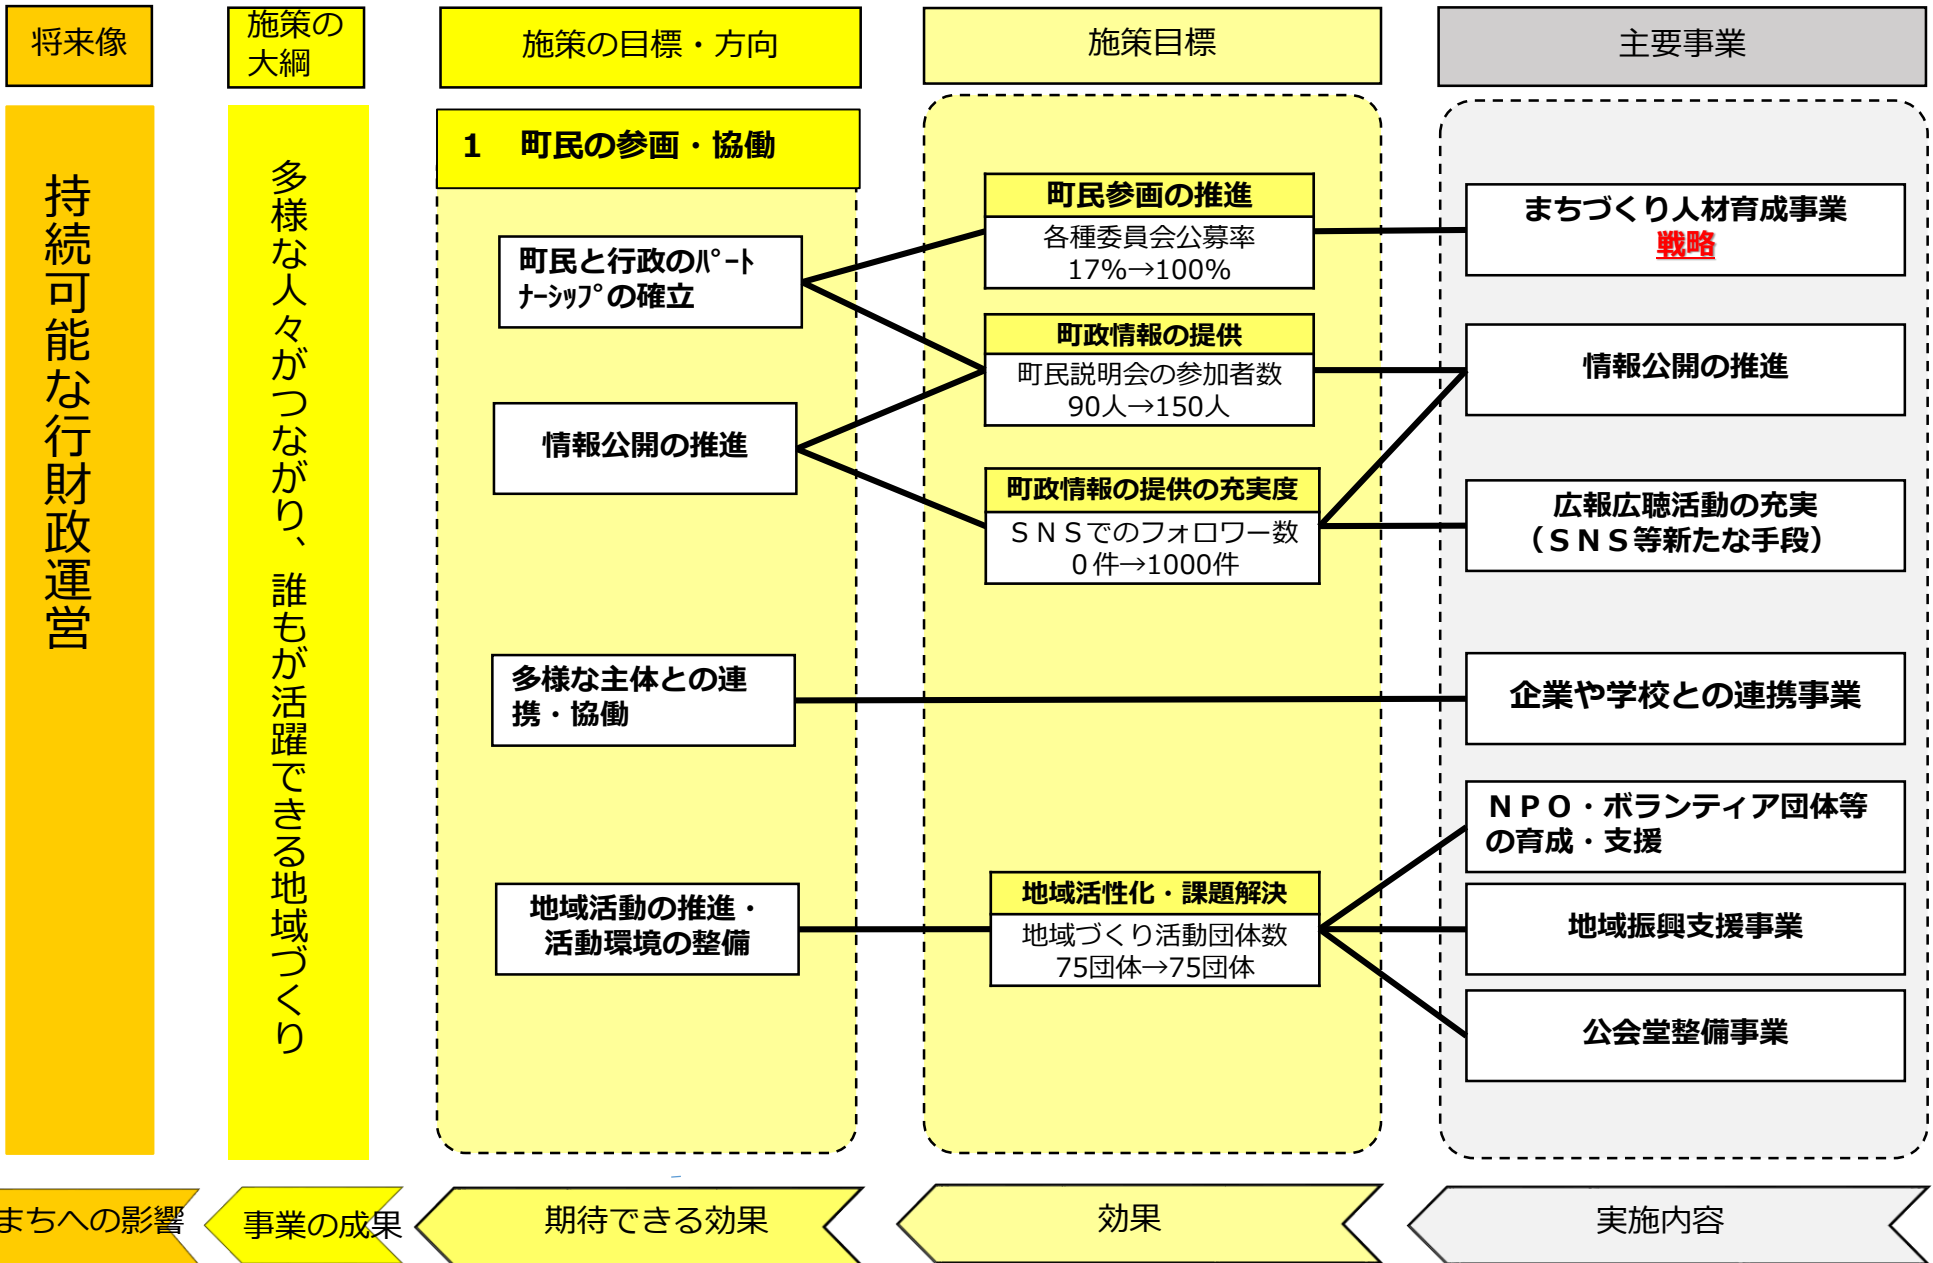 将来像
施策の
大綱
施策の目標・方向
施策目標
主要事業
持続可能な行財政運営
多様な人々がつながり、誰もが活躍できる地域づくり
1 町民の参画・協働
町民と行政のﾊﾟｰﾄ
ﾅｰｼｯﾌﾟの確立
情報公開の推進
多様な主体との連
携・協働
地域活動の推進・
活動環境の整備
町民参画の推進
各種委員会公募率
17%→100%
町政情報の提供
町民説明会の参加者数
90人→150人
町政情報の提供の充実度
ＳＮＳでのフォロワー数
０件→1000件
地域活性化・課題解決
地域づくり活動団体数
75団体→75団体
まちづくり人材育成事業
戦略
情報公開の推進
広報広聴活動の充実
（ＳＮＳ等新たな手段）
企業や学校との連携事業
ＮＰＯ・ボランティア団体等
の育成・支援
地域振興支援事業
公会堂整備事業
まちへの影響
事業の成果
期待できる効果
効果
実施内容